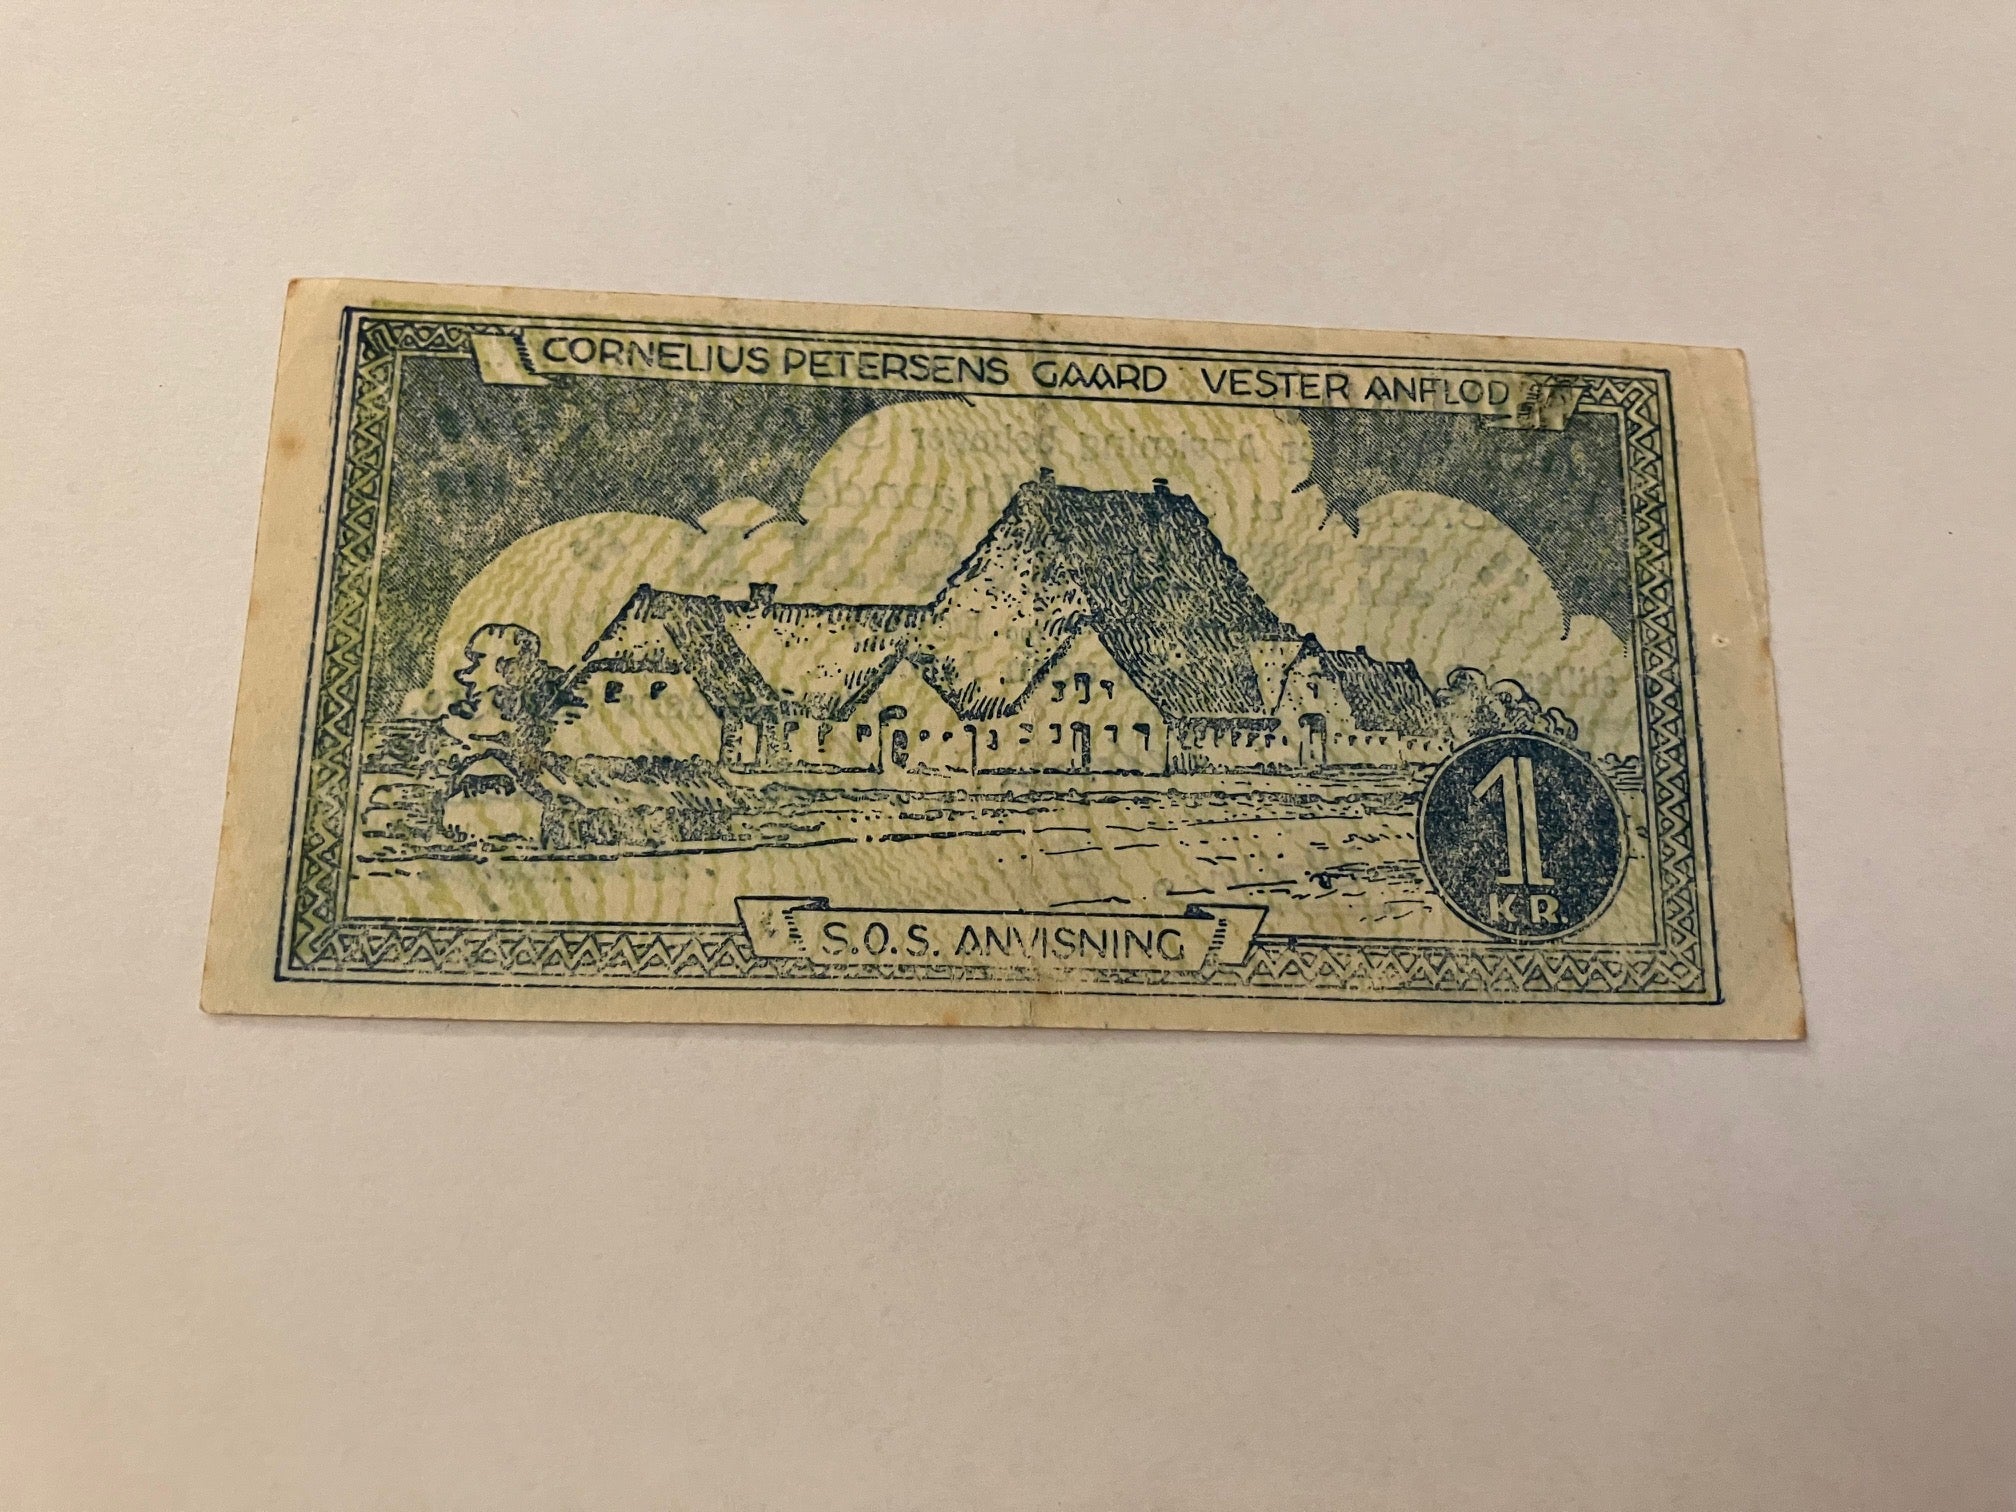 CORNELIUS PETERSENS GAARD VESTER ANFLOD
1
KR.
S.O.S. ANVISNING